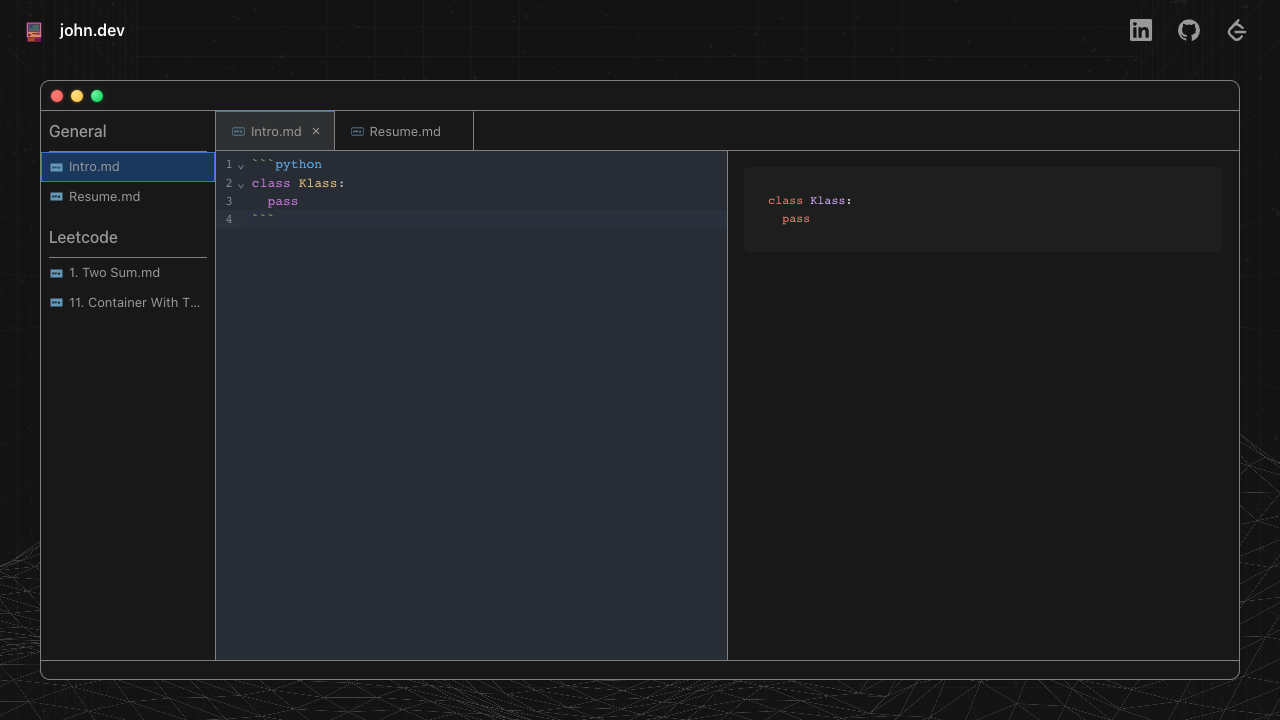 john.dev
General
Intro.md
Resume.md
Leetcode
1. Two Sum.md
11. Container With T...
Intro.md ×
Resume.md
1 ```python
2 class Klass:
3 pass
4 ```
class Klass:
pass